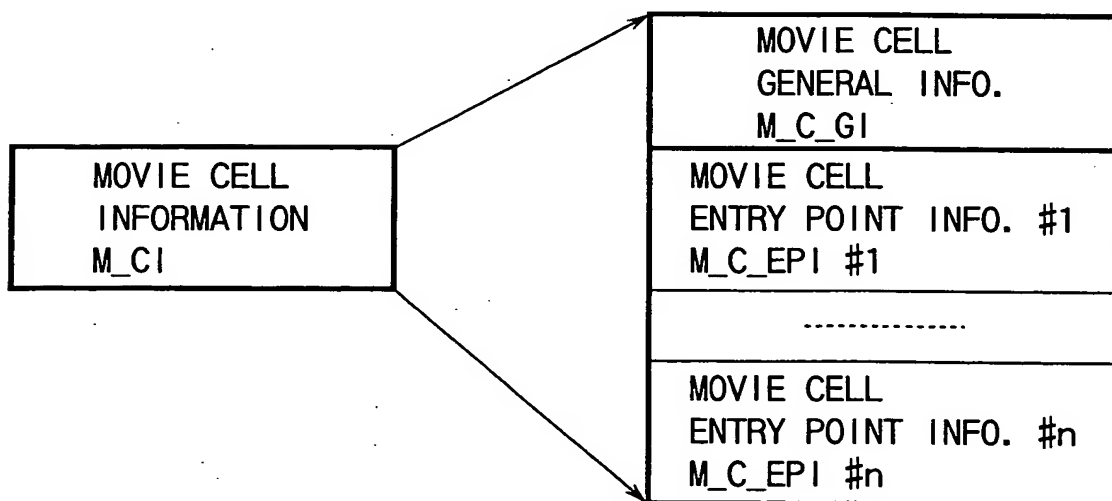 MOVIE CELL
INFORMATION
M_CI
MOVIE CELL
GENERAL INFO.
M_C_GI
MOVIE CELL
ENTRY POINT INFO. #1
M_C_EPI #1
MOVIE CELL
ENTRY POINT INFO. #n
M_C_EPI #n